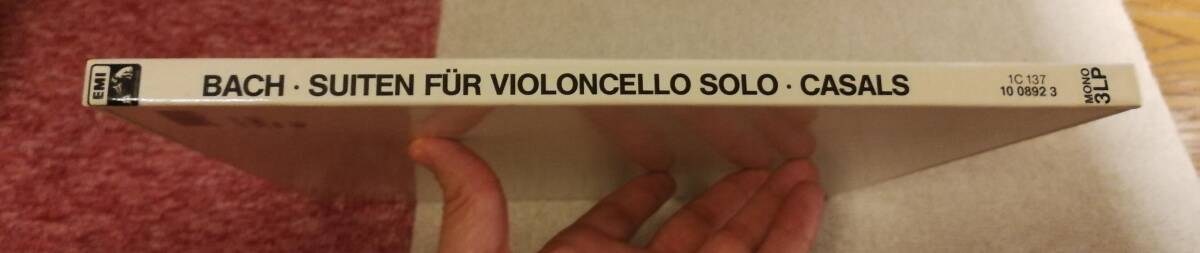 EMI
BACH · SUITEN FÜR VIOLONCELLO SOLO · CASALS
1C 137
10 0892 3
MONO
3LP